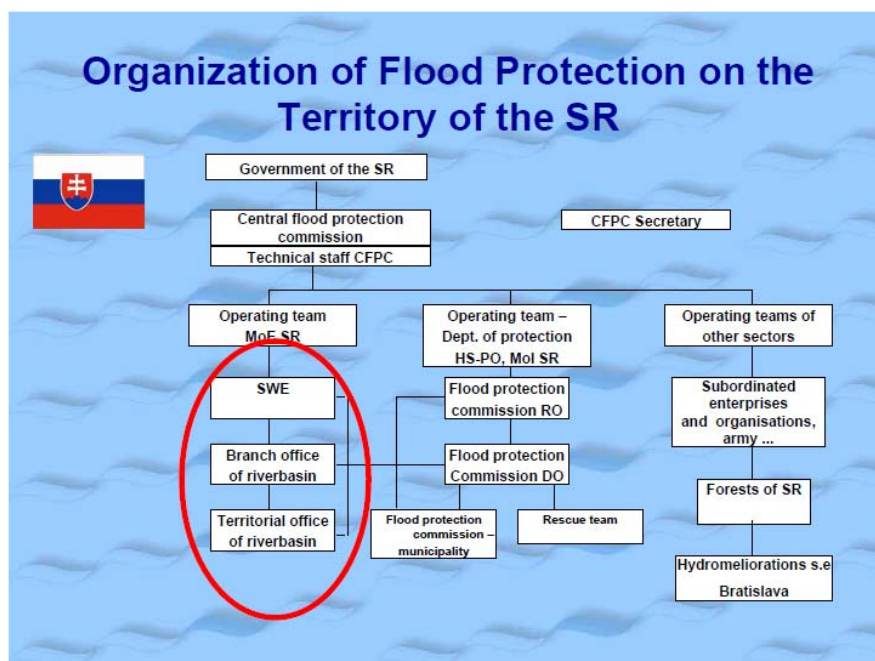 Organization of Flood Protection on the
Territory of the SR
Government of the SR
Central flood protection
commission
Technical staff CFPC
CFPC Secretary
Operating team
MoE SR
Operating team –
Dept. of protection
HS-PO, MoI SR
Operating teams of
other sectors
SWE
Flood protection
commission RO
Subordinated
enterprises
and organisations,
army ...
Branch office
of riverbasin
Flood protection
Commission DO
Forests of SR
Territorial office
of riverbasin
Flood protection
commission –
municipality
Rescue team
Hydromeliorations s.e
Bratislava